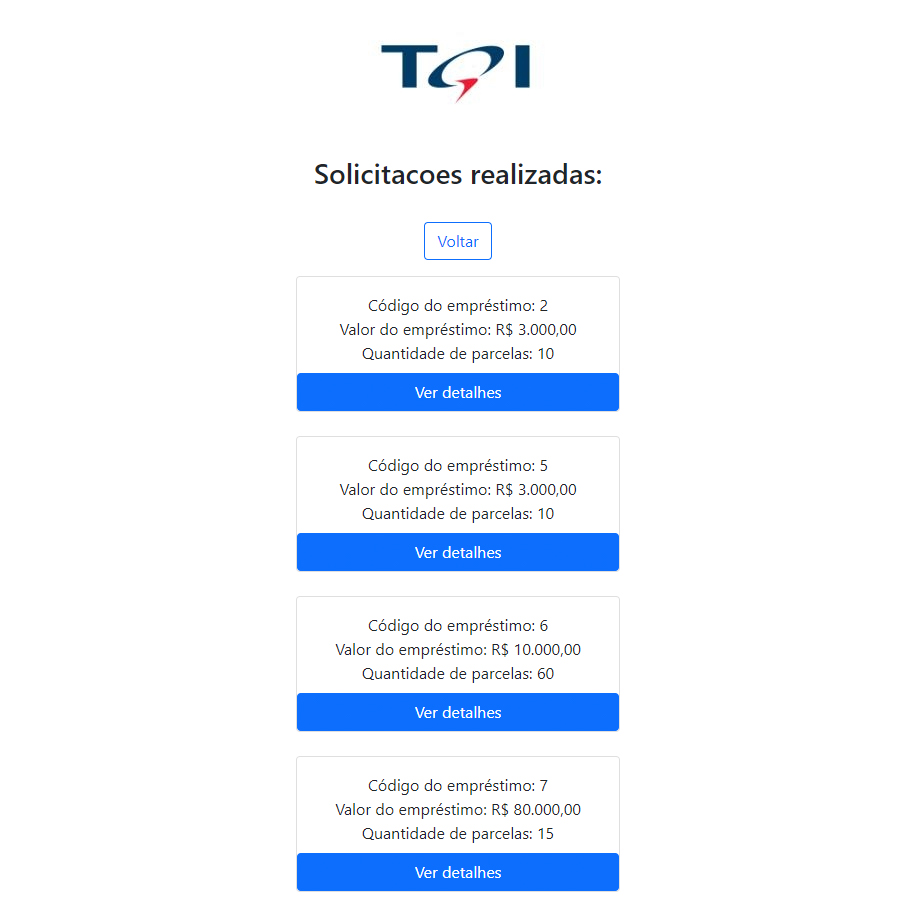 TQI
Solicitacoes realizadas:
Voltar
Código do empréstimo: 2
Valor do empréstimo: R$ 3.000,00
Quantidade de parcelas: 10
Ver detalhes
Código do empréstimo: 5
Valor do empréstimo: R$ 3.000,00
Quantidade de parcelas: 10
Ver detalhes
Código do empréstimo: 6
Valor do empréstimo: R$ 10.000,00
Quantidade de parcelas: 60
Ver detalhes
Código do empréstimo: 7
Valor do empréstimo: R$ 80.000,00
Quantidade de parcelas: 15
Ver detalhes